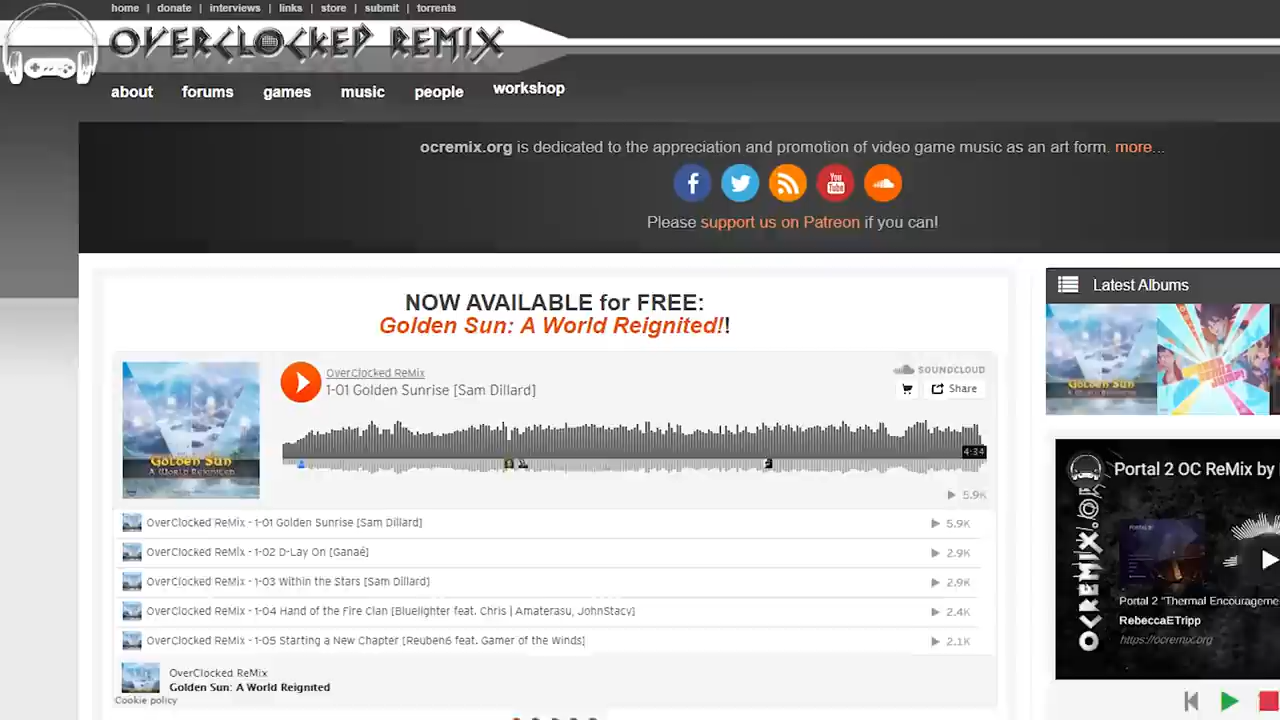 home | donate | interviews | links | store | submit | torrents
OVERCLOCKED REMIX
about forums games music people workshop
ocremix.org is dedicated to the appreciation and promotion of video game music as an art form. more...
You Tube
Please support us on Patreon if you can!
NOW AVAILABLE for FREE:
Golden Sun: A World Reignited!!
Latest Albums
OverClocked ReMix
SOUNDCLOUD
1-01 Golden Sunrise [Sam Dillard]
Share
Golden Sun
A World Reignited
4:34
5.9K
OverClocked ReMix - 1-01 Golden Sunrise [Sam Dillard] 5.9K
OverClocked ReMix - 1-02 D-Lay On [Ganaé] 2.9K
OverClocked ReMix - 1-03 Within the Stars [Sam Dillard] 2.9K
OverClocked ReMix - 1-04 Hand of the Fire Clan [Bluelighter feat. Chris | Amaterasu, JohnStacy] 2.4K
OverClocked ReMix - 1-05 Starting a New Chapter [Reuben6 feat. Gamer of the Winds] 2.1K
OverClocked ReMix
Golden Sun: A World Reignited
Cookie policy
Golden Sun
Portal 2 OC ReMix by
OCREMIX.ORG
Portal 2 "Thermal Encourageme
RebeccaETripp
https://ocremix.org